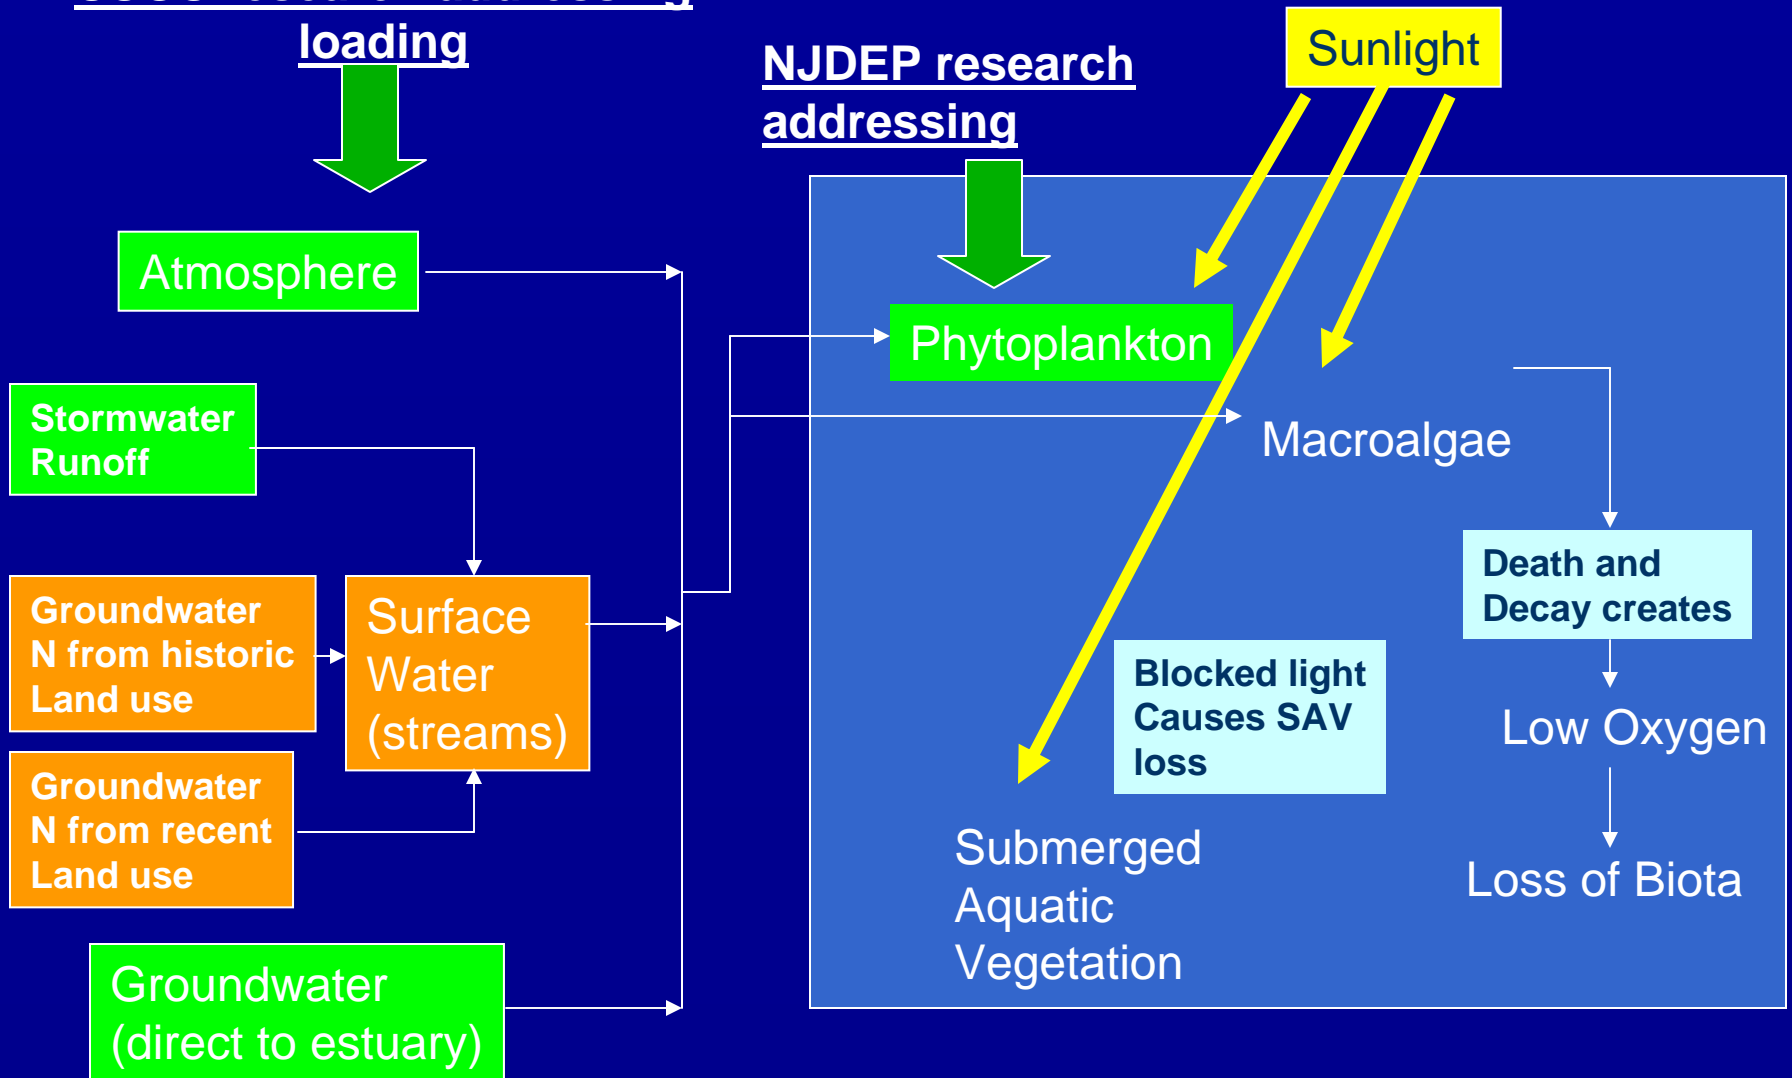 loading
NJDEP research
addressing
Sunlight
Atmosphere
Phytoplankton
Stormwater
Runoff
Macroalgae
Groundwater
N from historic
Land use
Surface
Water
(streams)
Death and
Decay creates
Blocked light
Causes SAV
loss
Low Oxygen
Groundwater
N from recent
Land use
Submerged
Aquatic
Vegetation
Loss of Biota
Groundwater
(direct to estuary)